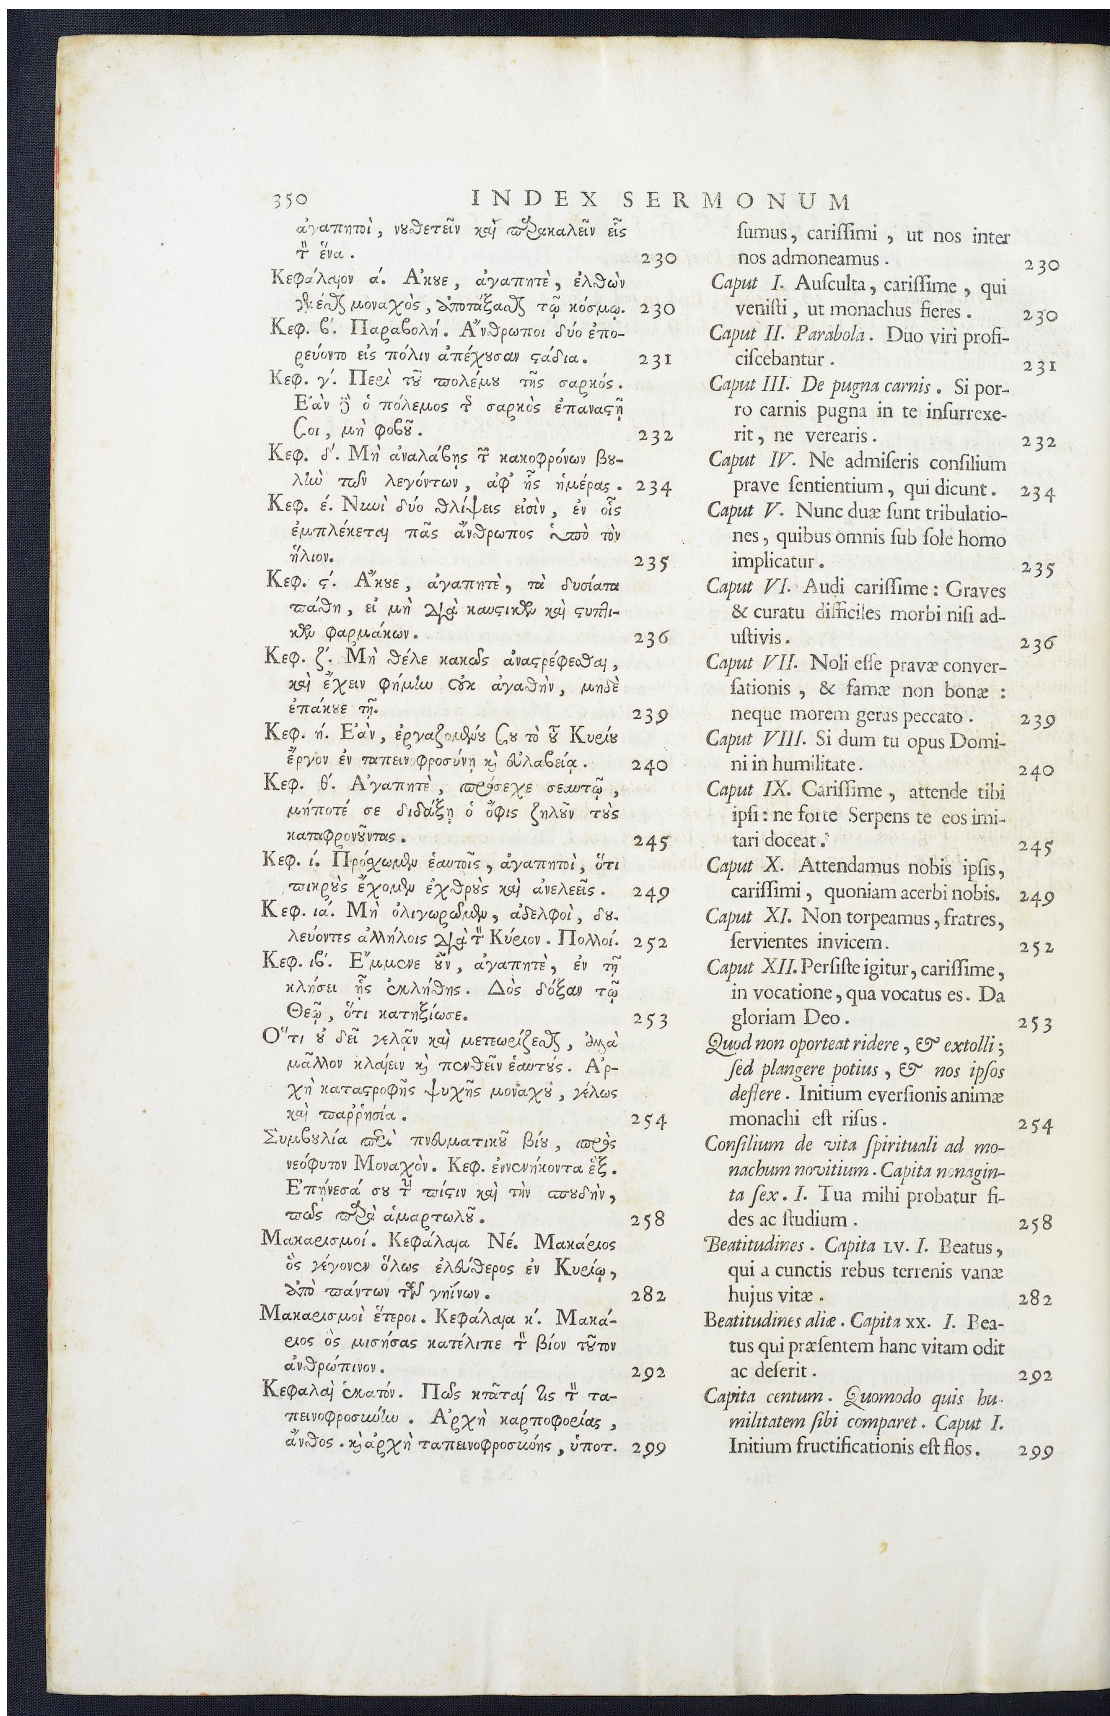 350 INDEX SERMONUM
ἀγαπητοὶ, νουθετεῖν καὶ παρακαλεῖν εἷς
τ̀ ἕνα. 230
Κεφάλαιον ά. Ἄκουε, ἀγαπητὲ, ἐλθὼν
γενέσθαι μοναχὸς, ἀποτάξασθαι τῷ κόσμῳ. 230
Κεφ. β΄. Παραβολή. Ἄνθρωποι δύο ἐπο-
ρεύοντο εἰς πόλιν ἀπέχουσαν στάδια. 231
Κεφ. γ΄. Περὶ τοῦ πολέμου τῆς σαρκός.
Ἐὰν δὲ ὁ πόλεμος τῆς σαρκὸς ἐπαναστῇ
σοι, μὴ φοβοῦ. 232
Κεφ. δ΄. Μὴ ἀναλάβῃς τὴν κακοφρόνων βου-
λὴν τῶν λεγόντων, ἀφ᾽ ἧς ἡμέρας. 234
Κεφ. έ. Νυνὶ δύο θλίψεις εἰσὶν, ἐν οἷς
ἐμπλέκεται πᾶς ἄνθρωπος ὑπὸ τὸν
ἥλιον. 235
Κεφ. ϛ΄. Ἄκουε, ἀγαπητὲ, τὰ δυσίατα
πάθη, εἰ μὴ διὰ καυστικῶν καὶ στυπτι-
κῶν φαρμάκων. 236
Κεφ. ζ΄. Μὴ θέλε κακῶς ἀναστρέφεσθαι,
καὶ ἔχειν φήμην οὐκ ἀγαθὴν, μηδὲ
ἐπάκουε τῇ. 239
Κεφ. ή. Ἐὰν, ἐργαζομένου σου τὸ τοῦ Κυρίου
ἔργον ἐν ταπεινοφροσύνῃ καὶ εὐλαβείᾳ. 240
Κεφ. θ΄. Ἀγαπητὲ, πρόσεχε σεαυτῷ,
μήποτέ σε διδάξῃ ὁ ὄφις ζηλοῦν τοὺς
καταφρονοῦντας. 245
Κεφ. ί. Πρόσχωμεν ἑαυτοῖς, ἀγαπητοὶ, ὅτι
πικροὺς ἔχομεν ἐχθροὺς καὶ ἀνελεεῖς. 249
Κεφ. ιά. Μὴ ὀλιγωρῶμεν, ἀδελφοὶ, δου-
λεύοντες ἀλλήλοις διὰ τὸν Κύριον. Πολλοί. 252
Κεφ. ιβ΄. Ἔμμενε οὖν, ἀγαπητὲ, ἐν τῇ
κλήσει ἧς ἐκλήθης. Δὸς δόξαν τῷ
Θεῷ, ὅτι κατηξίωσε. 253
Ὅτι οὐ δεῖ γελᾷν καὶ μετεωρίζεσθαι, ἀλλὰ
μᾶλλον κλαίειν καὶ πενθεῖν ἑαυτούς. Ἀρ-
χὴ καταστροφῆς ψυχῆς μοναχοῦ, γέλως
καὶ παῤῥησία. 254
Συμβουλία περὶ πνευματικοῦ βίου, πρὸς
νεόφυτον Μοναχόν. Κεφ. ἐννενήκοντα ἕξ.
Ἐπῄνεσά σου τὴν πίστιν καὶ τὴν σπουδὴν,
πῶς παρὰ ἁμαρτωλοῦ. 258
Μακαρισμοί. Κεφάλαια Νέ. Μακάριος
ὃς γέγονεν ὅλως ἐλεύθερος ἐν Κυρίῳ,
ἀπὸ πάντων τῶν γηΐνων. 282
Μακαρισμοὶ ἕτεροι. Κεφάλαια κ΄. Μακά-
ριος ὃς μισήσας κατέλιπε τὸν βίον τοῦτον
ἀνθρώπινον. 292
Κεφάλαια ἑκατόν. Πῶς κτᾶταί τις τὴν τα-
πεινοφροσύνην. Ἀρχὴ καρποφορίας,
ἄνθος. καὶ ἀρχὴ ταπεινοφροσύνης, ὑποτ. 299
sumus, carissimi, ut nos inter
nos admoneamus. 230
Caput I. Ausculta, carissime, qui
venisti, ut monachus fieres. 230
Caput II. Parabola. Duo viri profi-
ciscebantur. 231
Caput III. De pugna carnis. Si por-
ro carnis pugna in te insurrexe-
rit, ne verearis. 232
Caput IV. Ne admiseris consilium
prave sentientium, qui dicunt. 234
Caput V. Nunc duæ sunt tribulatio-
nes, quibus omnis sub sole homo
implicatur. 235
Caput VI. Audi carissime: Graves
& curatu difficiles morbi nisi ad-
ustivis. 236
Caput VII. Noli esse pravæ conver-
sationis, & famæ non bonæ:
neque morem geras peccato. 239
Caput VIII. Si dum tu opus Domi-
ni in humilitate. 240
Caput IX. Carissime, attende tibi
ipsi: ne forte Serpens te eos imi-
tari doceat. 245
Caput X. Attendamus nobis ipsis,
carissimi, quoniam acerbi nobis. 249
Caput XI. Non torpeamus, fratres,
servientes invicem. 252
Caput XII. Persiste igitur, carissime,
in vocatione, qua vocatus es. Da
gloriam Deo. 253
Quod non oporteat ridere, & extolli;
sed plangere potius, & nos ipsos
deflere. Initium eversionis animæ
monachi est risus. 254
Consilium de vita spirituali ad mo-
nachum novitium. Capita nonagin-
ta sex. I. Tua mihi probatur fi-
des ac studium. 258
Beatitudines. Capita LV. I. Beatus,
qui a cunctis rebus terrenis vanæ
hujus vitæ. 282
Beatitudines aliæ. Capita XX. I. Bea-
tus qui præsentem hanc vitam odit
ac deserit. 292
Capita centum. Quomodo quis hu-
militatem sibi comparet. Caput I.
Initium fructificationis est flos. 299